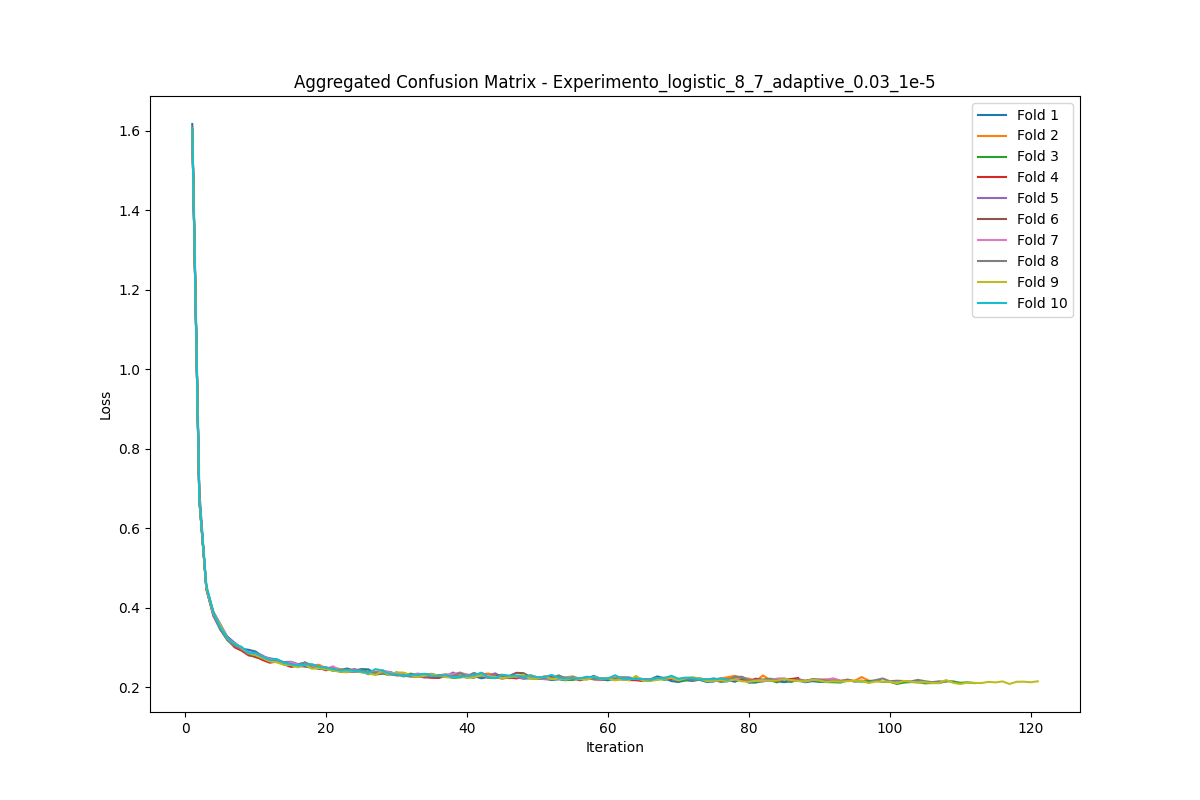 Aggregated Confusion Matrix - Experimento_logistic_8_7_adaptive_0.03_1e-5
Fold 1
Fold 2
Fold 3
Fold 4
Fold 5
Fold 6
Fold 7
Fold 8
Fold 9
Fold 10
Loss
1.6
1.4
1.2
1.0
0.8
0.6
0.4
0.2
0 20 40 60 80 100 120
Iteration